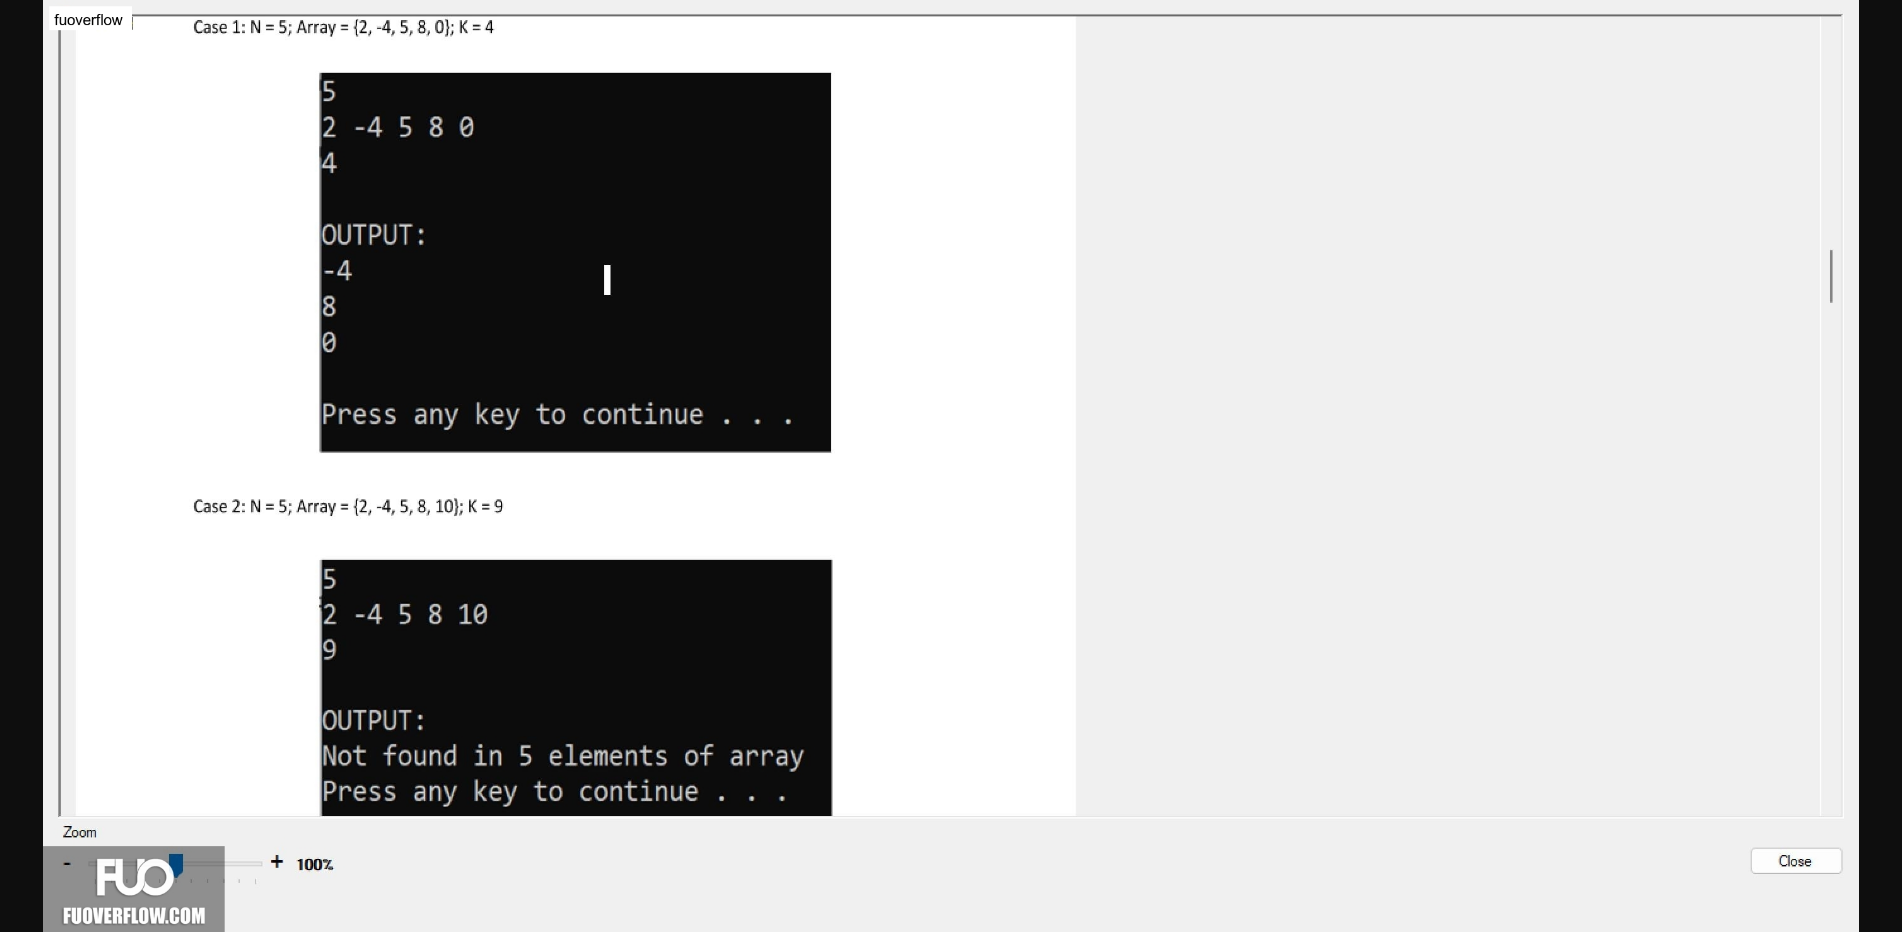 fuoverflow
Case 1: N = 5; Array = {2, -4, 5, 8, 0}; K = 4
5
2 -4 5 8 0
4
OUTPUT:
-4
8
0
Press any key to continue . . .
Case 2: N = 5; Array = {2, -4, 5, 8, 10}; K = 9
5
2 -4 5 8 10
9
OUTPUT:
Not found in 5 elements of array
Press any key to continue . . .
Zoom
- + 100%
Close
FUO
FUOVERFLOW.COM